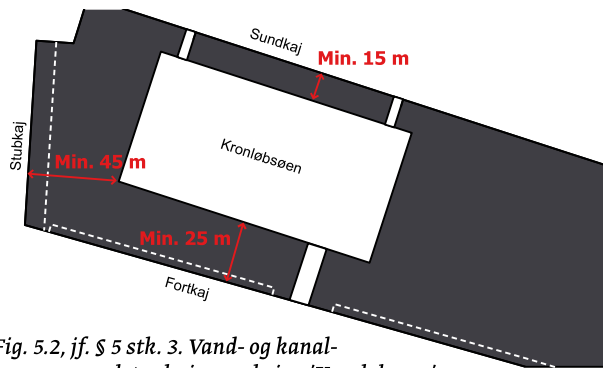 Sundkaj
Min. 15 m
Stubkaj
Kronløbsøen
Min. 45 m
Min. 25 m
Fortkaj
Fig. 5.2, jf. § 5 stk. 3. Vand- og kanal-